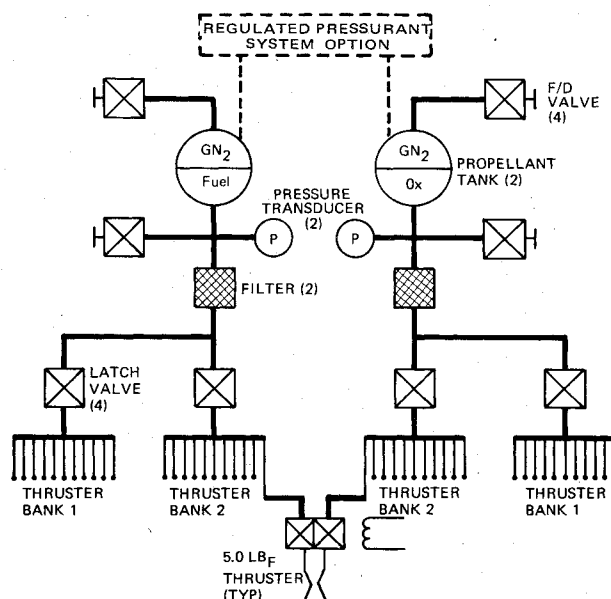 REGULATED PRESSURANT
SYSTEM OPTION
F/D
VALVE
(4)
GN2
Fuel
GN2
Ox
PROPELLANT
TANK (2)
PRESSURE
TRANSDUCER
(2)
P
P
FILTER (2)
LATCH
VALVE
(4)
THRUSTER
BANK 1
THRUSTER
BANK 2
THRUSTER
BANK 2
THRUSTER
BANK 1
5.0 LBF
THRUSTER
(TYP)